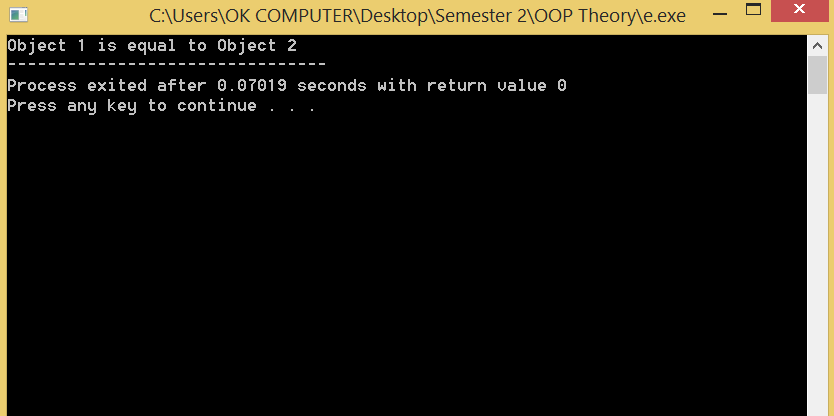 C:\Users\OK COMPUTER\Desktop\Semester 2\OOP Theory\e.exe
Object 1 is equal to Object 2
--------------------------------
Process exited after 0.07019 seconds with return value 0
Press any key to continue . . .